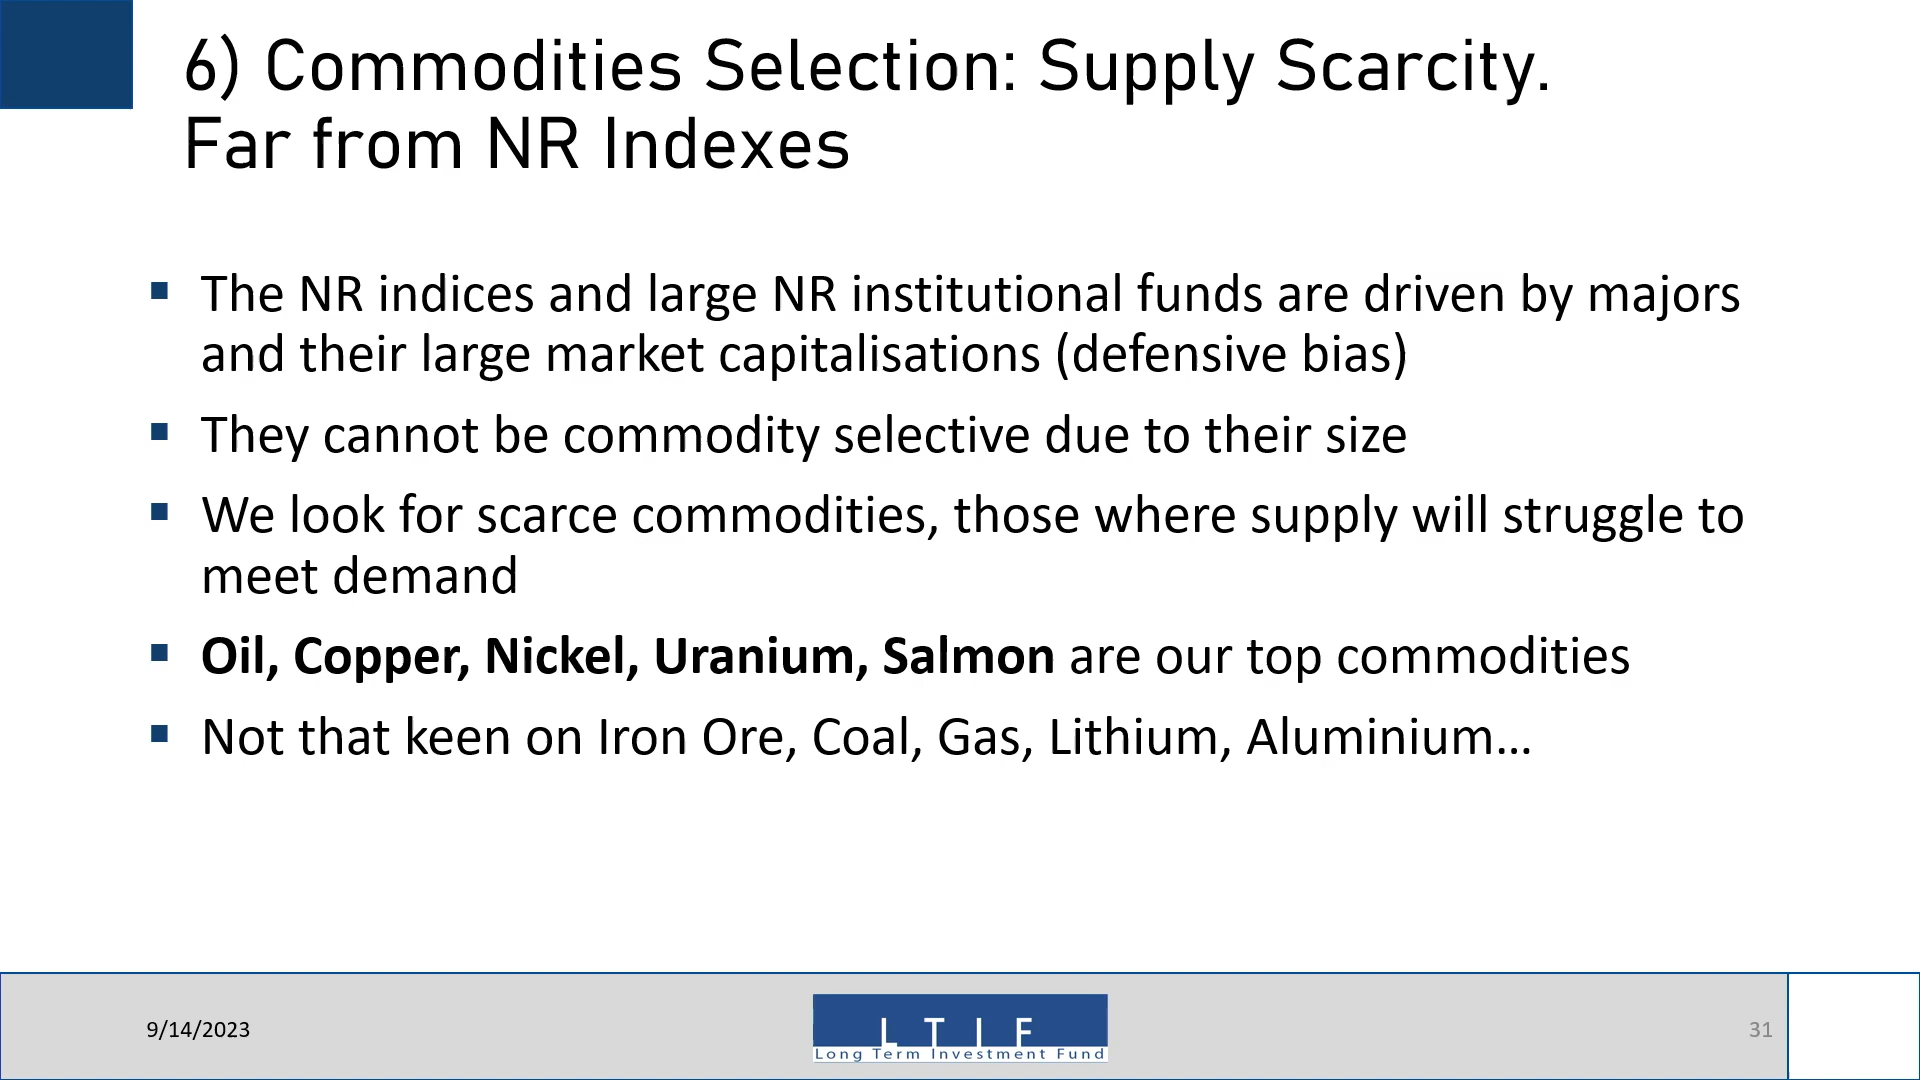 6) Commodities Selection: Supply Scarcity.
Far from NR Indexes
▪ The NR indices and large NR institutional funds are driven by majors
and their large market capitalisations (defensive bias)
▪ They cannot be commodity selective due to their size
▪ We look for scarce commodities, those where supply will struggle to
meet demand
▪ Oil, Copper, Nickel, Uranium, Salmon are our top commodities
▪ Not that keen on Iron Ore, Coal, Gas, Lithium, Aluminium…
9/14/2023
L T I F
Long Term Investment Fund
31